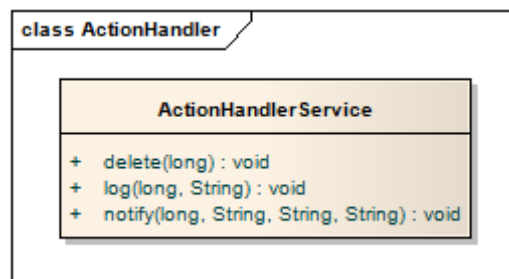 class ActionHandler
ActionHandlerService
+ delete(long) : void
+ log(long, String) : void
+ notify(long, String, String, String) : void